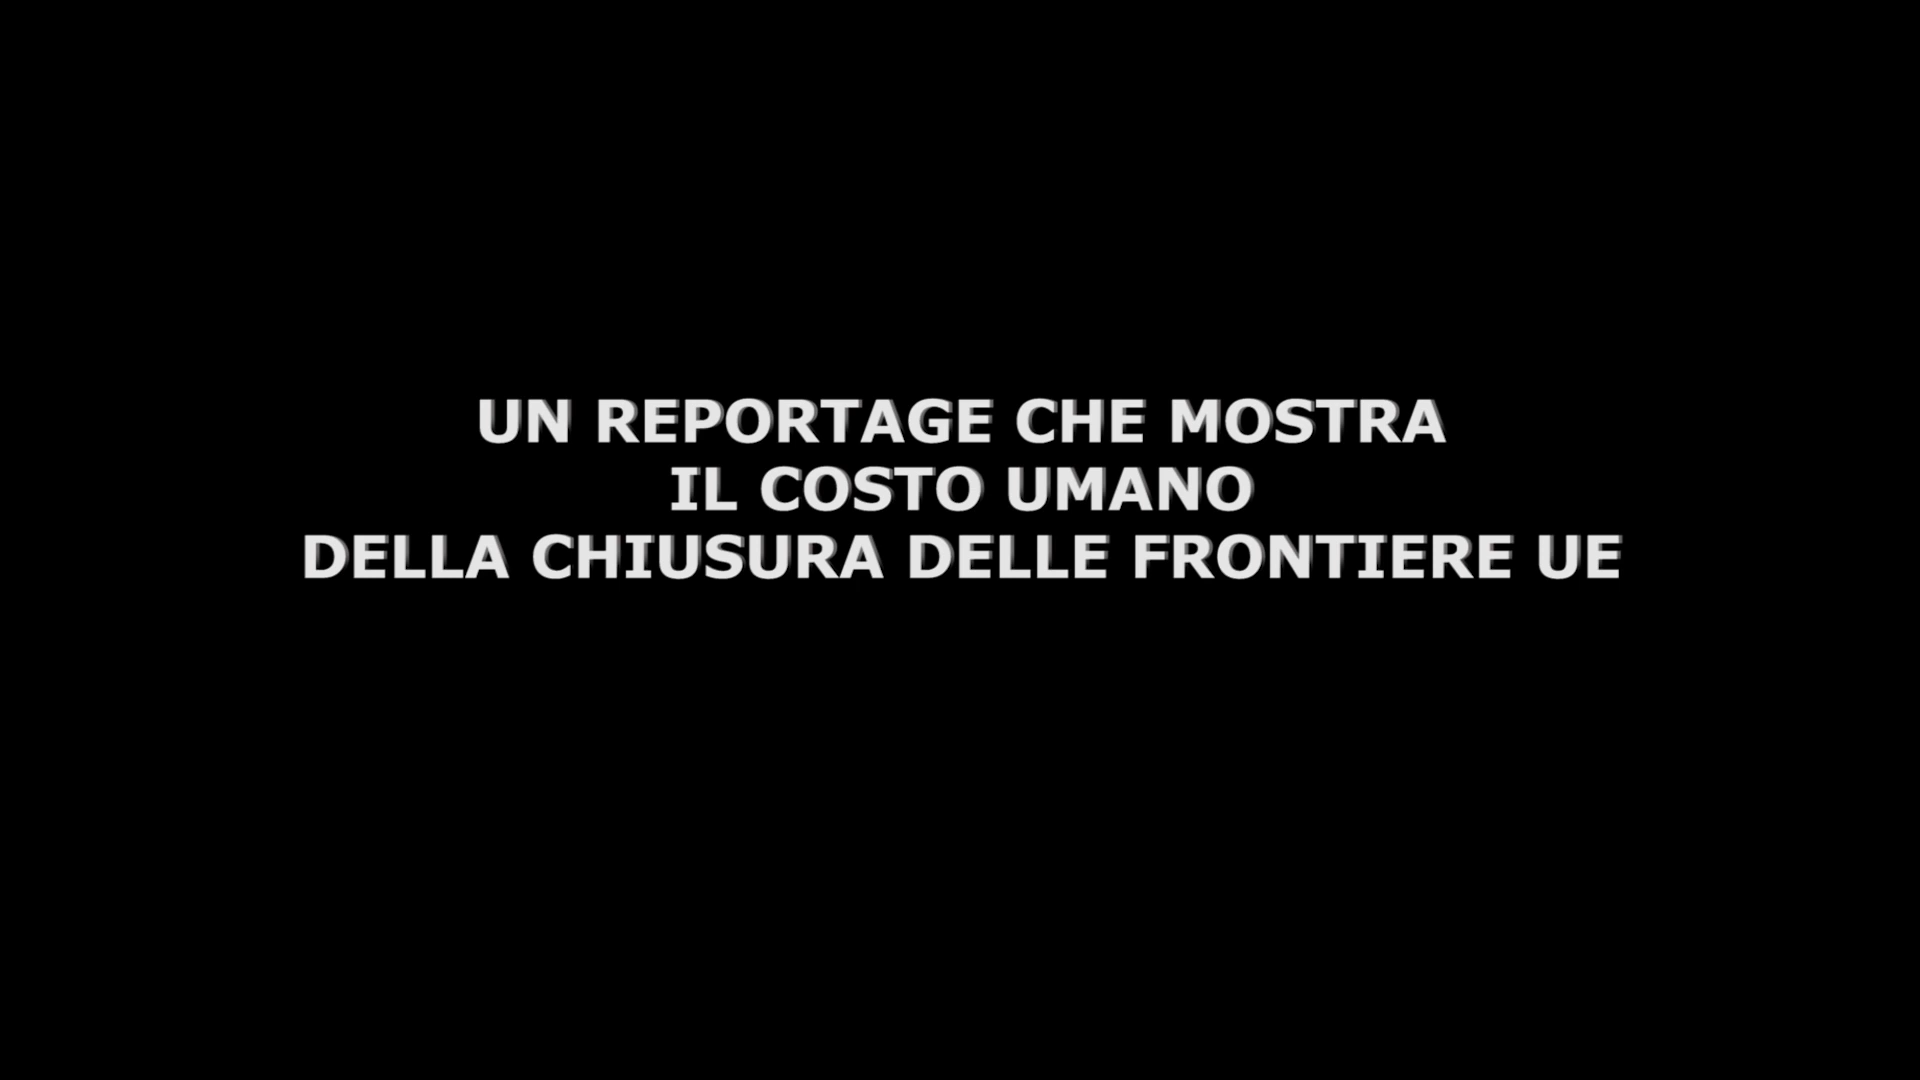 UN REPORTAGE CHE MOSTRA
IL COSTO UMANO
DELLA CHIUSURA DELLE FRONTIERE UE